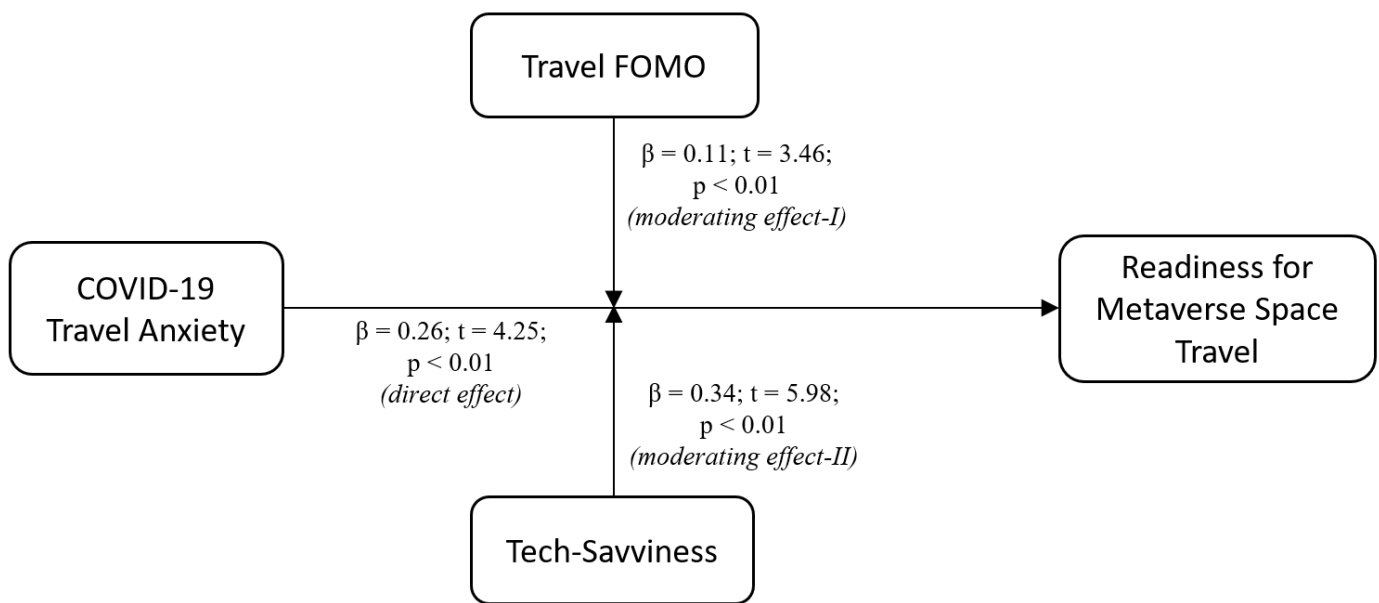 Travel FOMO
β = 0.11; t = 3.46;
p < 0.01
(moderating effect-I)
COVID-19
Travel Anxiety
β = 0.26; t = 4.25;
p < 0.01
(direct effect)
Readiness for
Metaverse Space
Travel
β = 0.34; t = 5.98;
p < 0.01
(moderating effect-II)
Tech-Savviness